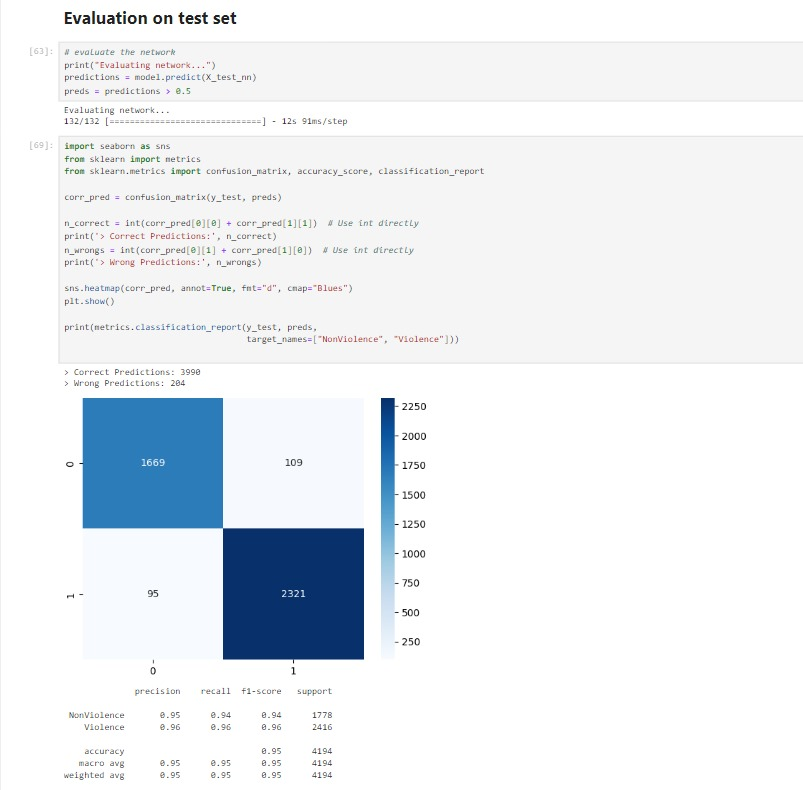 Evaluation on test set
[63]:
# evaluate the network
print("Evaluating network...")
predictions = model.predict(X_test_nn)
preds = predictions > 0.5
Evaluating network...
132/132 [==============================] - 12s 91ms/step
[69]:
import seaborn as sns
from sklearn import metrics
from sklearn.metrics import confusion_matrix, accuracy_score, classification_report
corr_pred = confusion_matrix(y_test, preds)
n_correct = int(corr_pred[0][0] + corr_pred[1][1])  # Use int directly
print('> Correct Predictions:', n_correct)
n_wrongs = int(corr_pred[0][1] + corr_pred[1][0])  # Use int directly
print('> Wrong Predictions:', n_wrongs)
sns.heatmap(corr_pred, annot=True, fmt="d", cmap="Blues")
plt.show()
print(metrics.classification_report(y_test, preds,
target_names=["NonViolence", "Violence"]))
> Correct Predictions: 3990
> Wrong Predictions: 204
0
1669 109
1
95 2321
0 1
2250
2000
1750
1500
1250
1000
750
500
250
precision recall f1-score support
NonViolence 0.95 0.94 0.94 1778
Violence 0.96 0.96 0.96 2416
accuracy 0.95 4194
macro avg 0.95 0.95 0.95 4194
weighted avg 0.95 0.95 0.95 4194